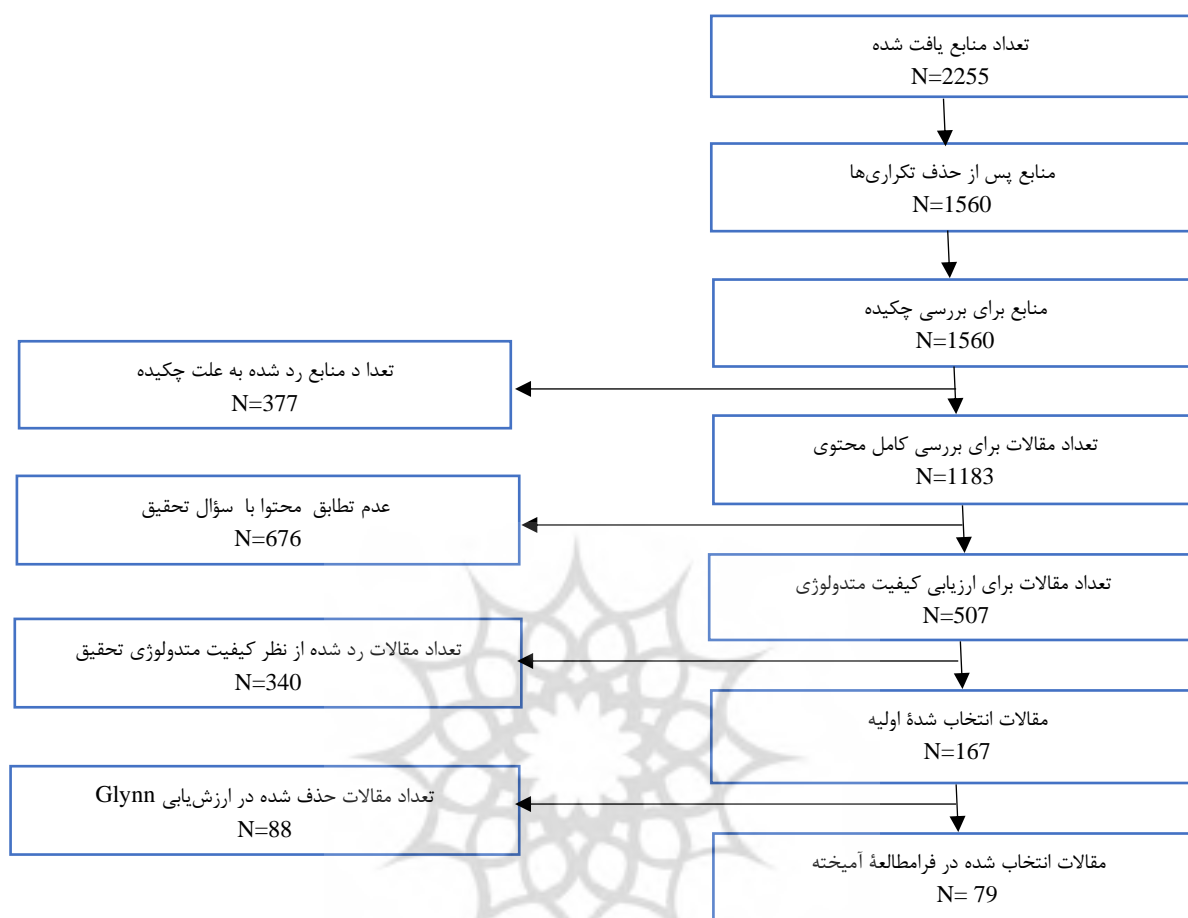 تعداد منابع یافت شده
N=2255
منابع پس از حذف تکراری‌ها
N=1560
منابع برای بررسی چکیده
N=1560
تعدا د منابع رد شده به علت چکیده
N=377
تعداد مقالات برای بررسی کامل محتوی
N=1183
عدم تطابق محتوا با سؤال تحقیق
N=676
تعداد مقالات برای ارزیابی کیفیت متدولوژی
N=507
تعداد مقالات رد شده از نظر کیفیت متدولوژی تحقیق
N=340
مقالات انتخاب شدۀ اولیه
N=167
تعداد مقالات حذف شده در ارزش‌یابی Glynn
N=88
مقالات انتخاب شده در فرامطالعۀ آمیخته
N= 79